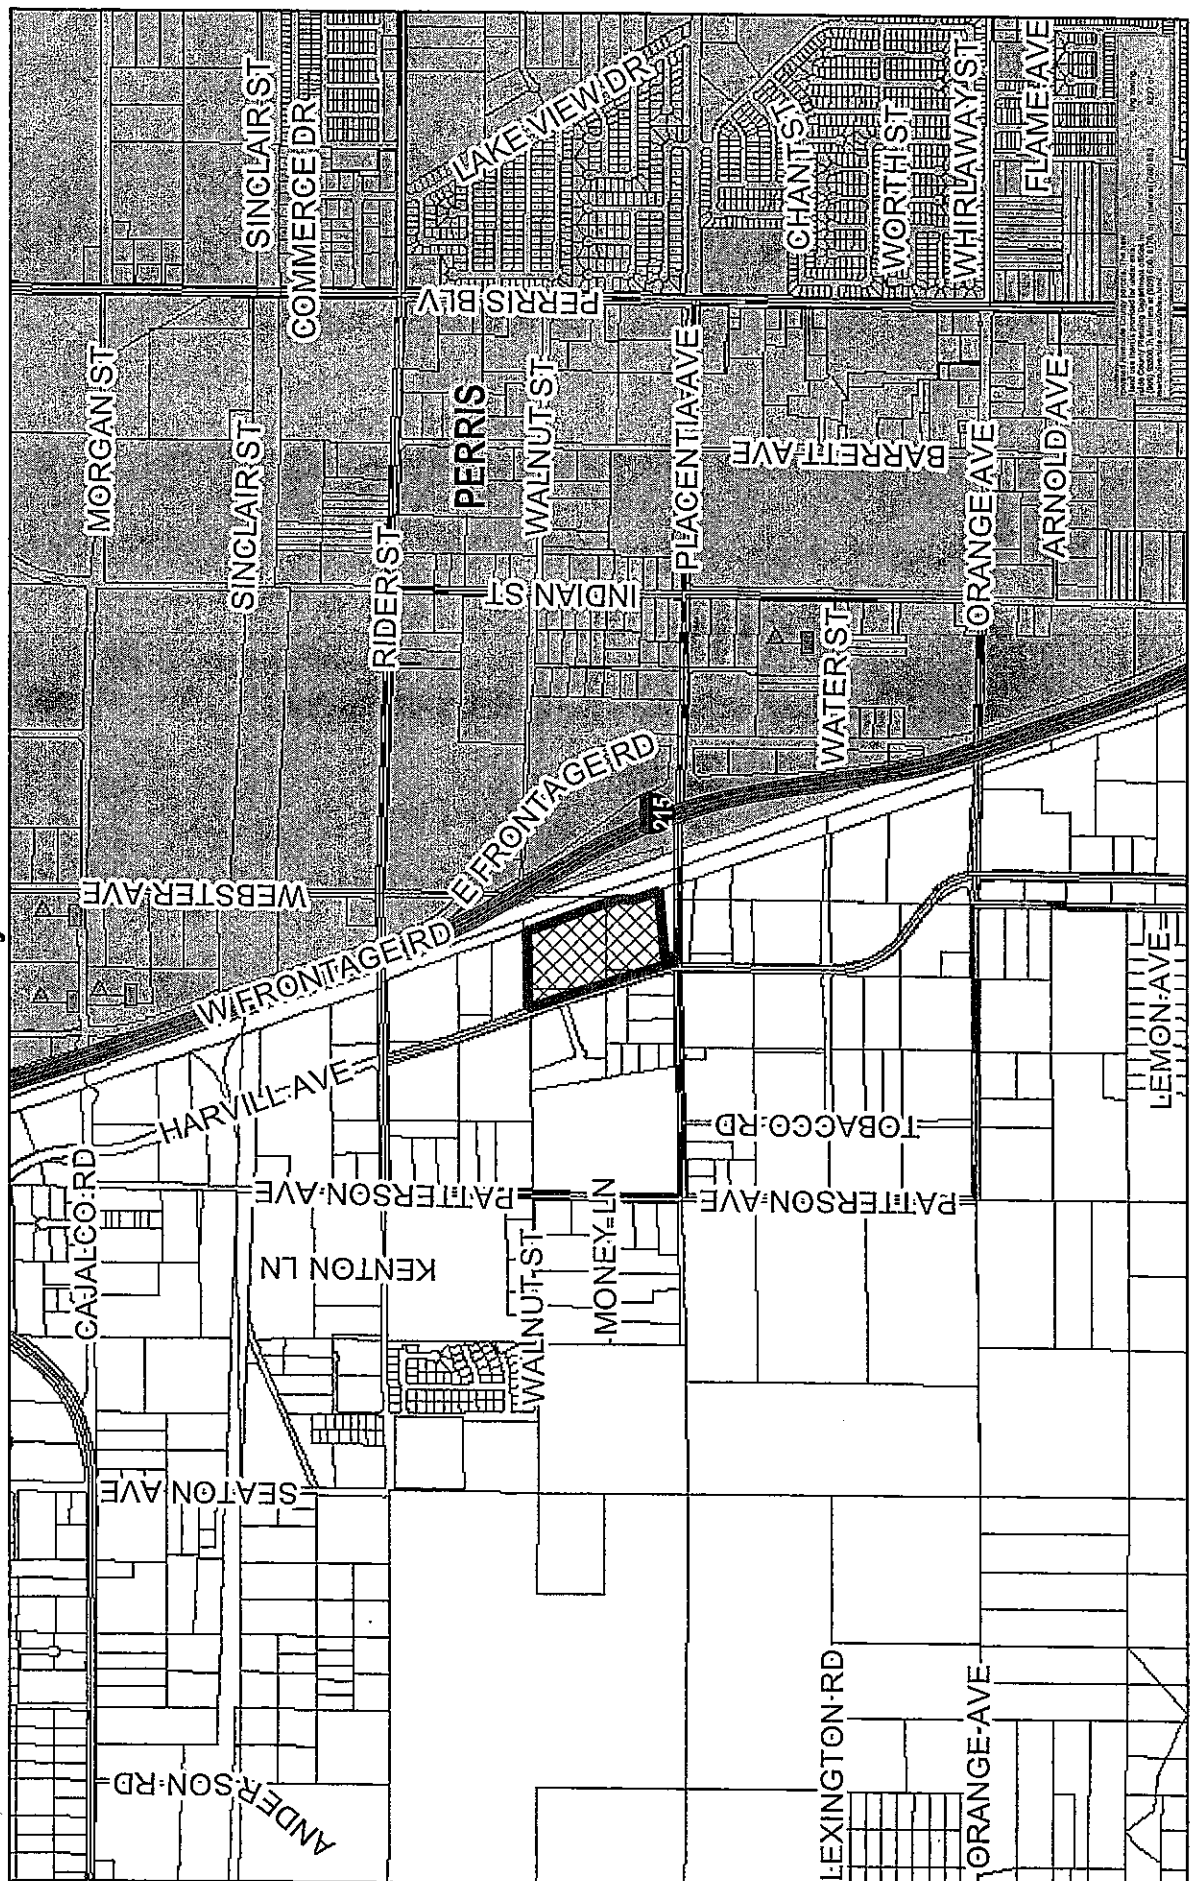 SINCLAIR ST
COMMERCE DR
LAKE VIEW DR
CHANT ST
WORTH ST
WHIRLAWAY ST
FLAME AVE
MORGAN ST
SINCLAIR ST
RIDER ST
PERRIS BLV
PERRIS
WALNUT ST
INDIAN ST
PLACENTIA AVE
BARRETT AVE
ORANGE AVE
ARNOLD AVE
WATER ST
WEBSTER AVE
W FRONTAGE RD
E FRONTAGE RD
215
HARVILL AVE
CAJALCO RD
PATTERSON AVE
KENTON LN
WALNUT ST
MONEY LN
TOBACCO RD
PATTERSON AVE
LEMON AVE
SEATON AVE
ANDERSON RD
LEXINGTON RD
ORANGE AVE